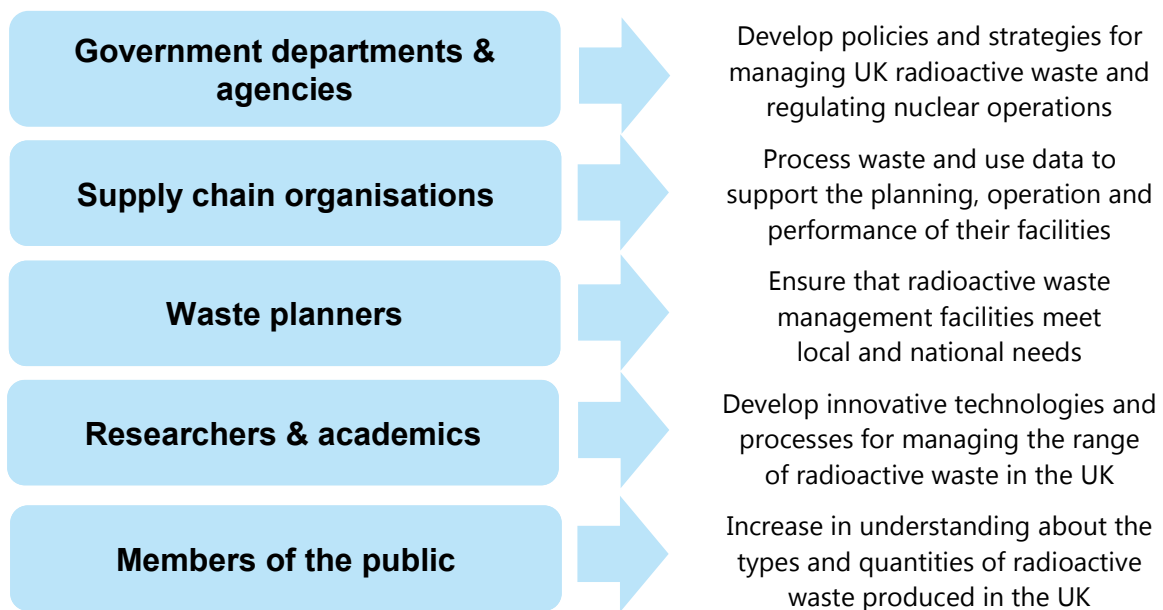 Government departments &
agencies
Develop policies and strategies for
managing UK radioactive waste and
regulating nuclear operations
Supply chain organisations
Process waste and use data to
support the planning, operation and
performance of their facilities
Waste planners
Ensure that radioactive waste
management facilities meet
local and national needs
Researchers & academics
Develop innovative technologies and
processes for managing the range
of radioactive waste in the UK
Members of the public
Increase in understanding about the
types and quantities of radioactive
waste produced in the UK